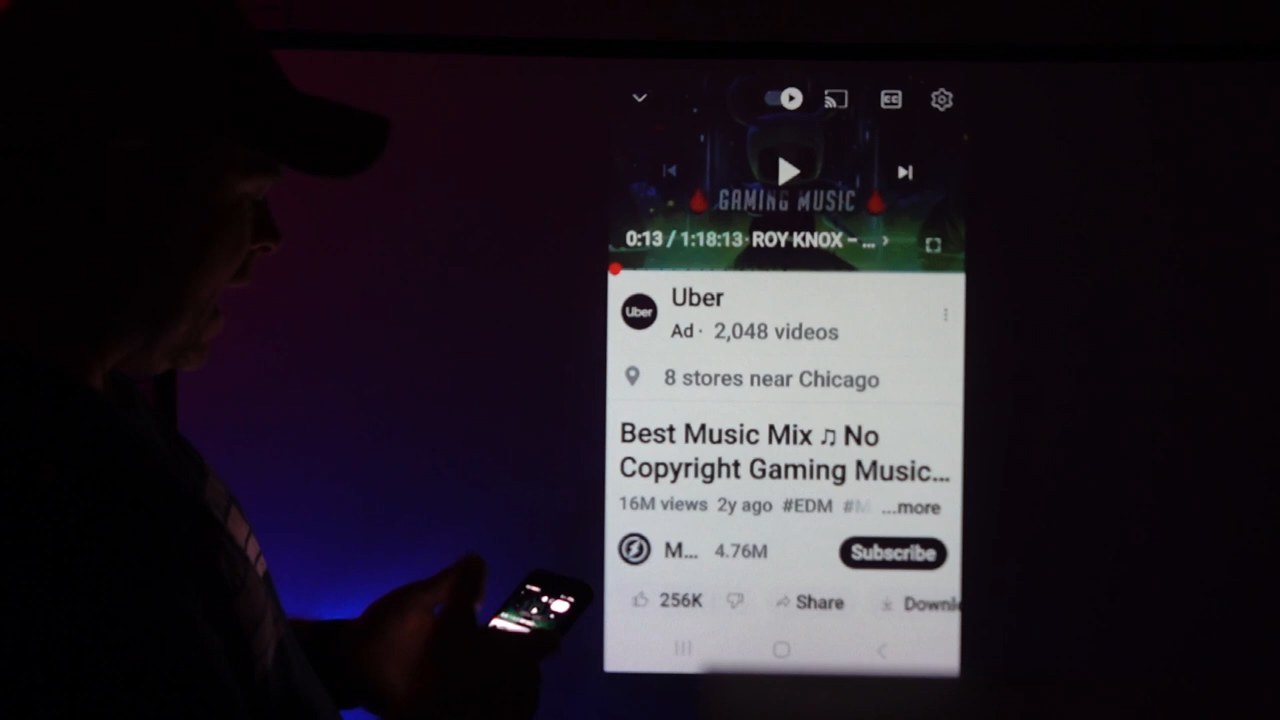 GAMING MUSIC
0:13 / 1:18:13 · ROY KNOX – ... ›
Uber
Uber
Ad · 2,048 videos
8 stores near Chicago
Best Music Mix ♫ No
Copyright Gaming Music...
16M views 2y ago #EDM # ...more
M... 4.76M Subscribe
256K Share Downl